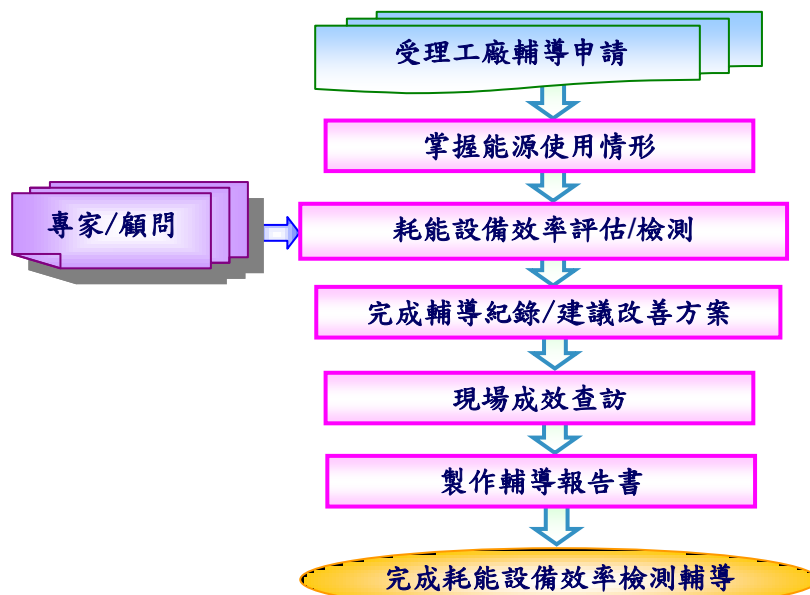 受理工廠輔導申請
掌握能源使用情形
專家/顧問
耗能設備效率評估/檢測
完成輔導紀錄/建議改善方案
現場成效查訪
製作輔導報告書
完成耗能設備效率檢測輔導